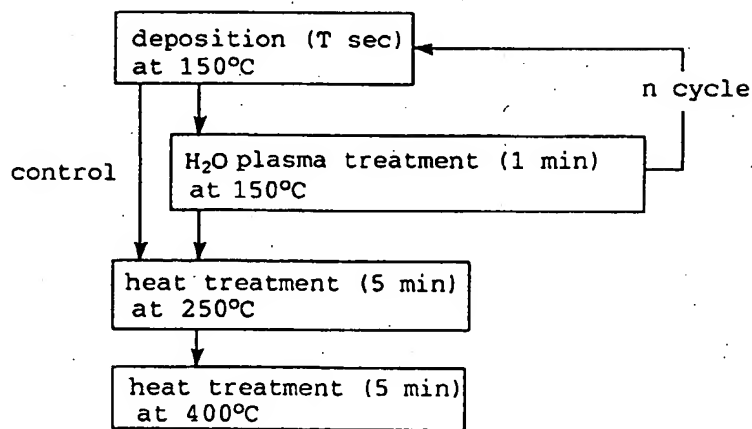 deposition (T sec)
at 150°C
n cycle
H₂O plasma treatment (1 min)
at 150°C
control
heat treatment (5 min)
at 250°C
heat treatment (5 min)
at 400°C